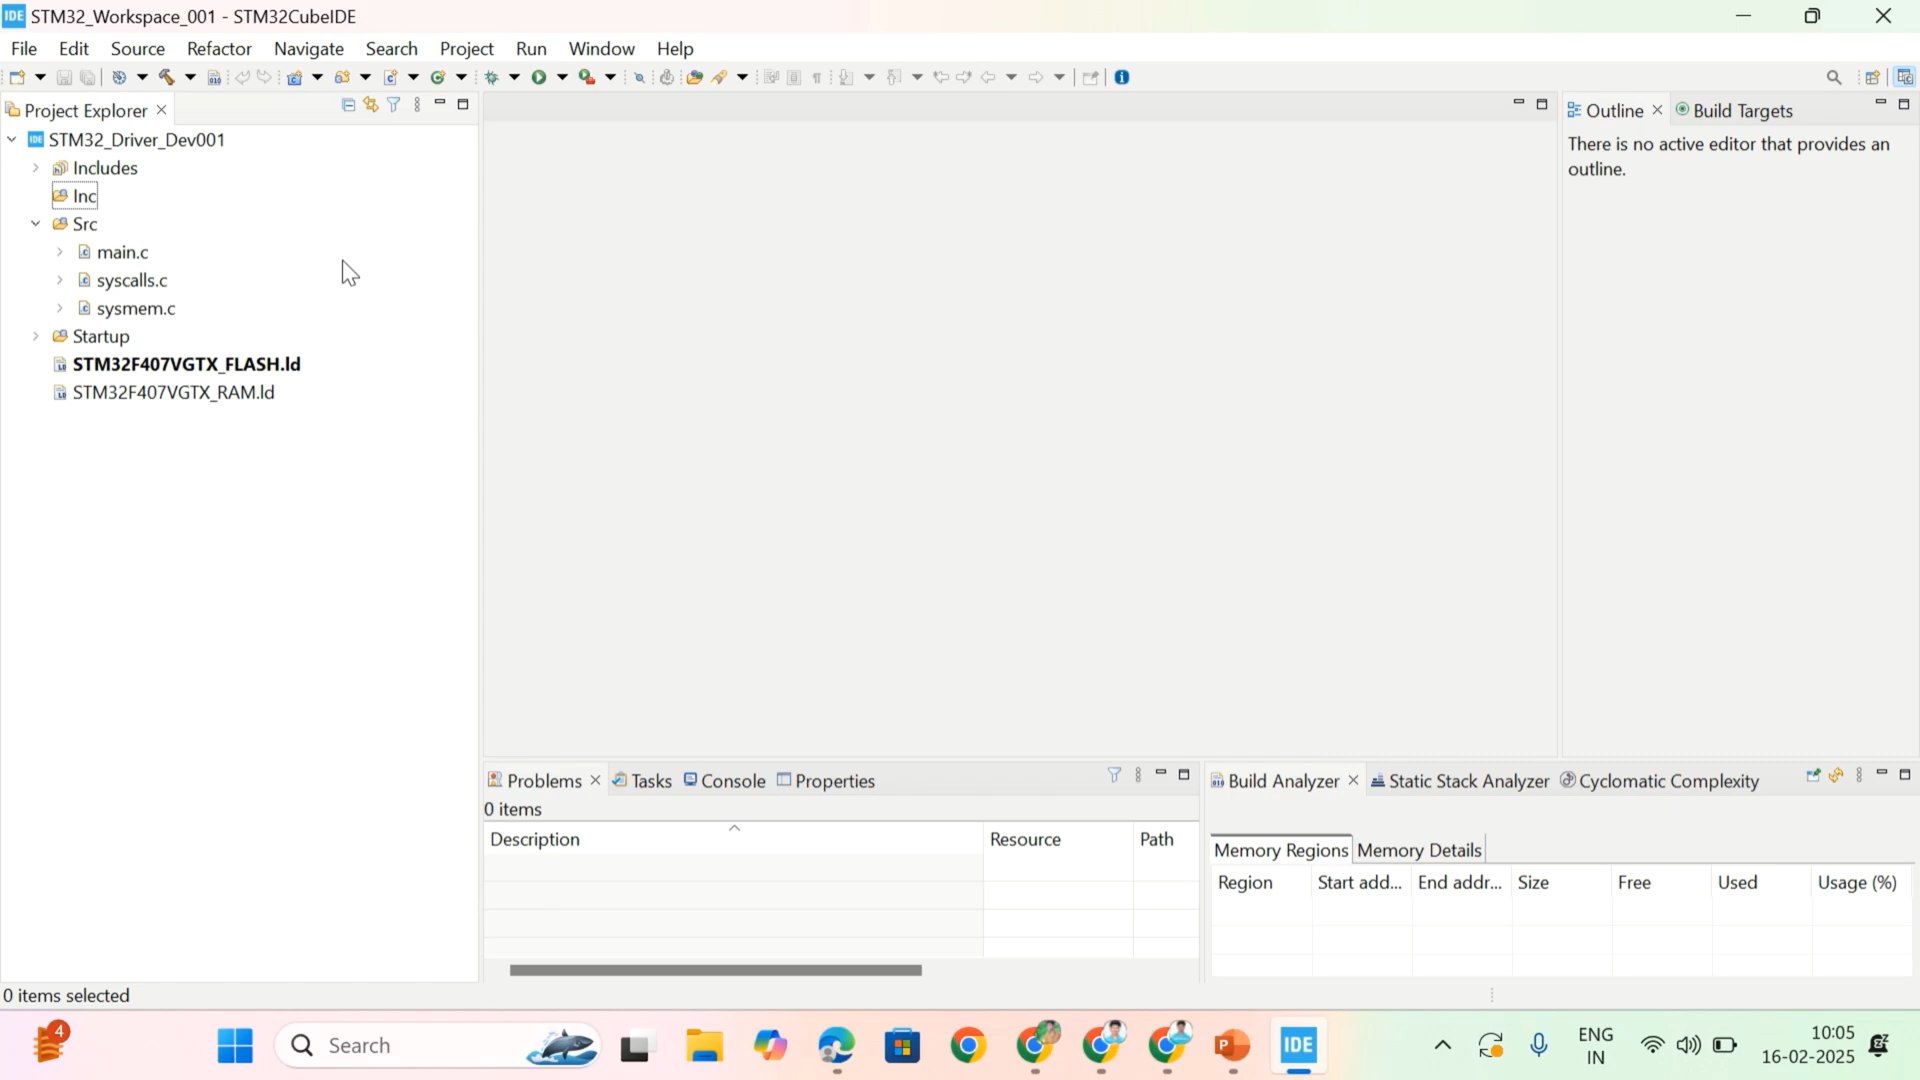 IDE STM32_Workspace_001 - STM32CubeIDE
File Edit Source Refactor Navigate Search Project Run Window Help
Project Explorer
IDE STM32_Driver_Dev001
Includes
Inc
Src
main.c
syscalls.c
sysmem.c
Startup
STM32F407VGTX_FLASH.ld
STM32F407VGTX_RAM.ld
Outline Build Targets
There is no active editor that provides an
outline.
Problems Tasks Console Properties
0 items
Description Resource Path
Build Analyzer Static Stack Analyzer Cyclomatic Complexity
Memory Regions Memory Details
Region Start add... End addr... Size Free Used Usage (%)
0 items selected
4
Search
IDE
ENG
IN
10:05
16-02-2025